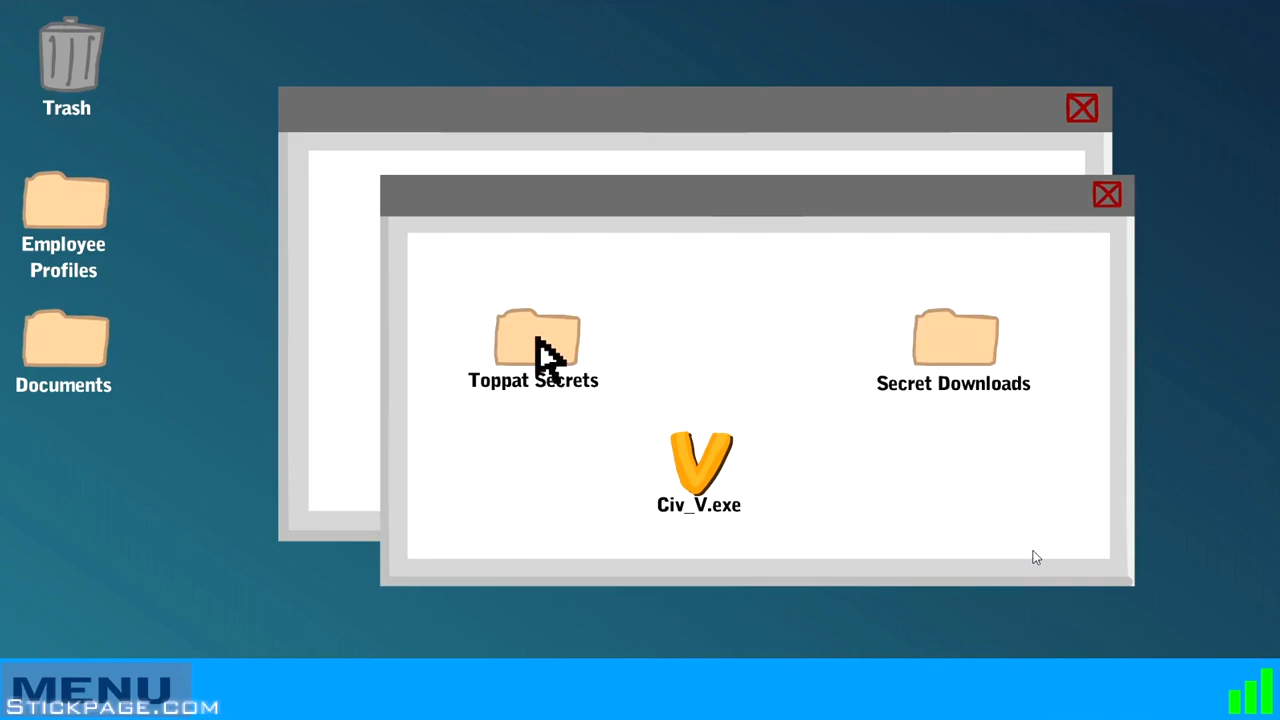 Trash
Employee
Profiles
Documents
Toppat Secrets
Secret Downloads
V
Civ_V.exe
MENU
STICKPAGE.COM